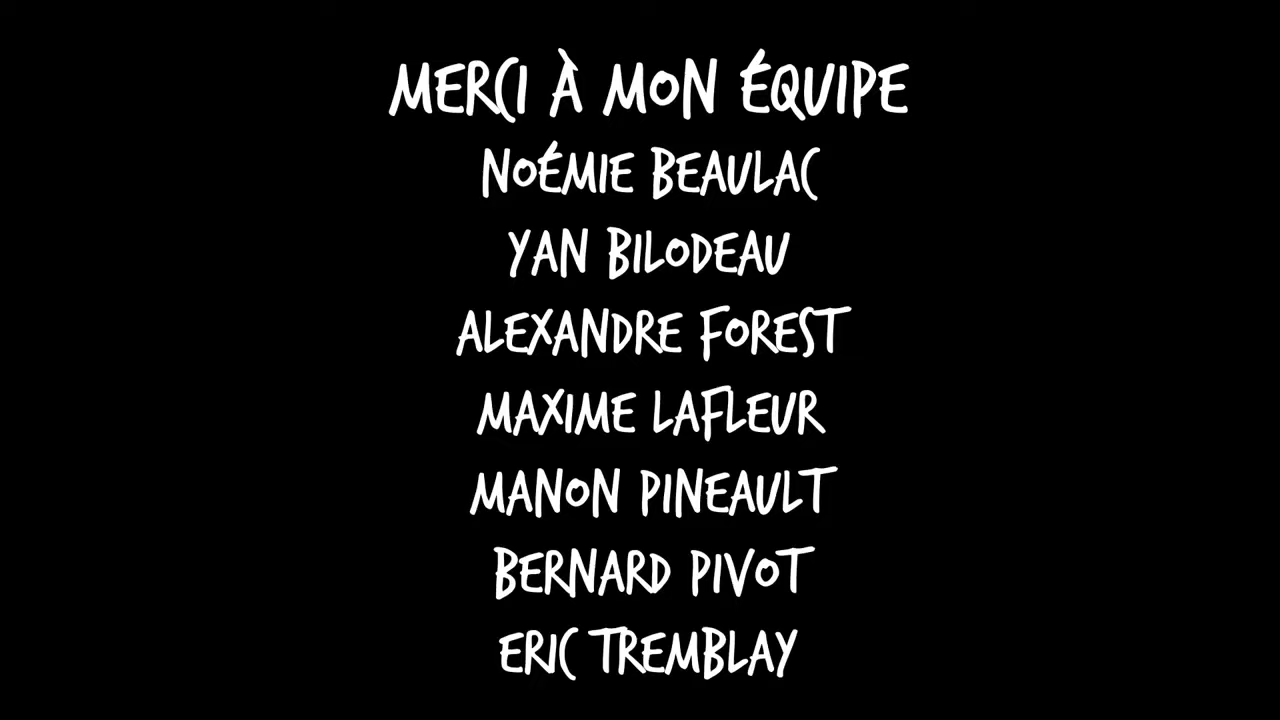 MERCI À MON ÉQUIPE
NOÉMIE BEAULAC
YAN BILODEAU
ALEXANDRE FOREST
MAXIME LAFLEUR
MANON PINEAULT
BERNARD PIVOT
ERIC TREMBLAY